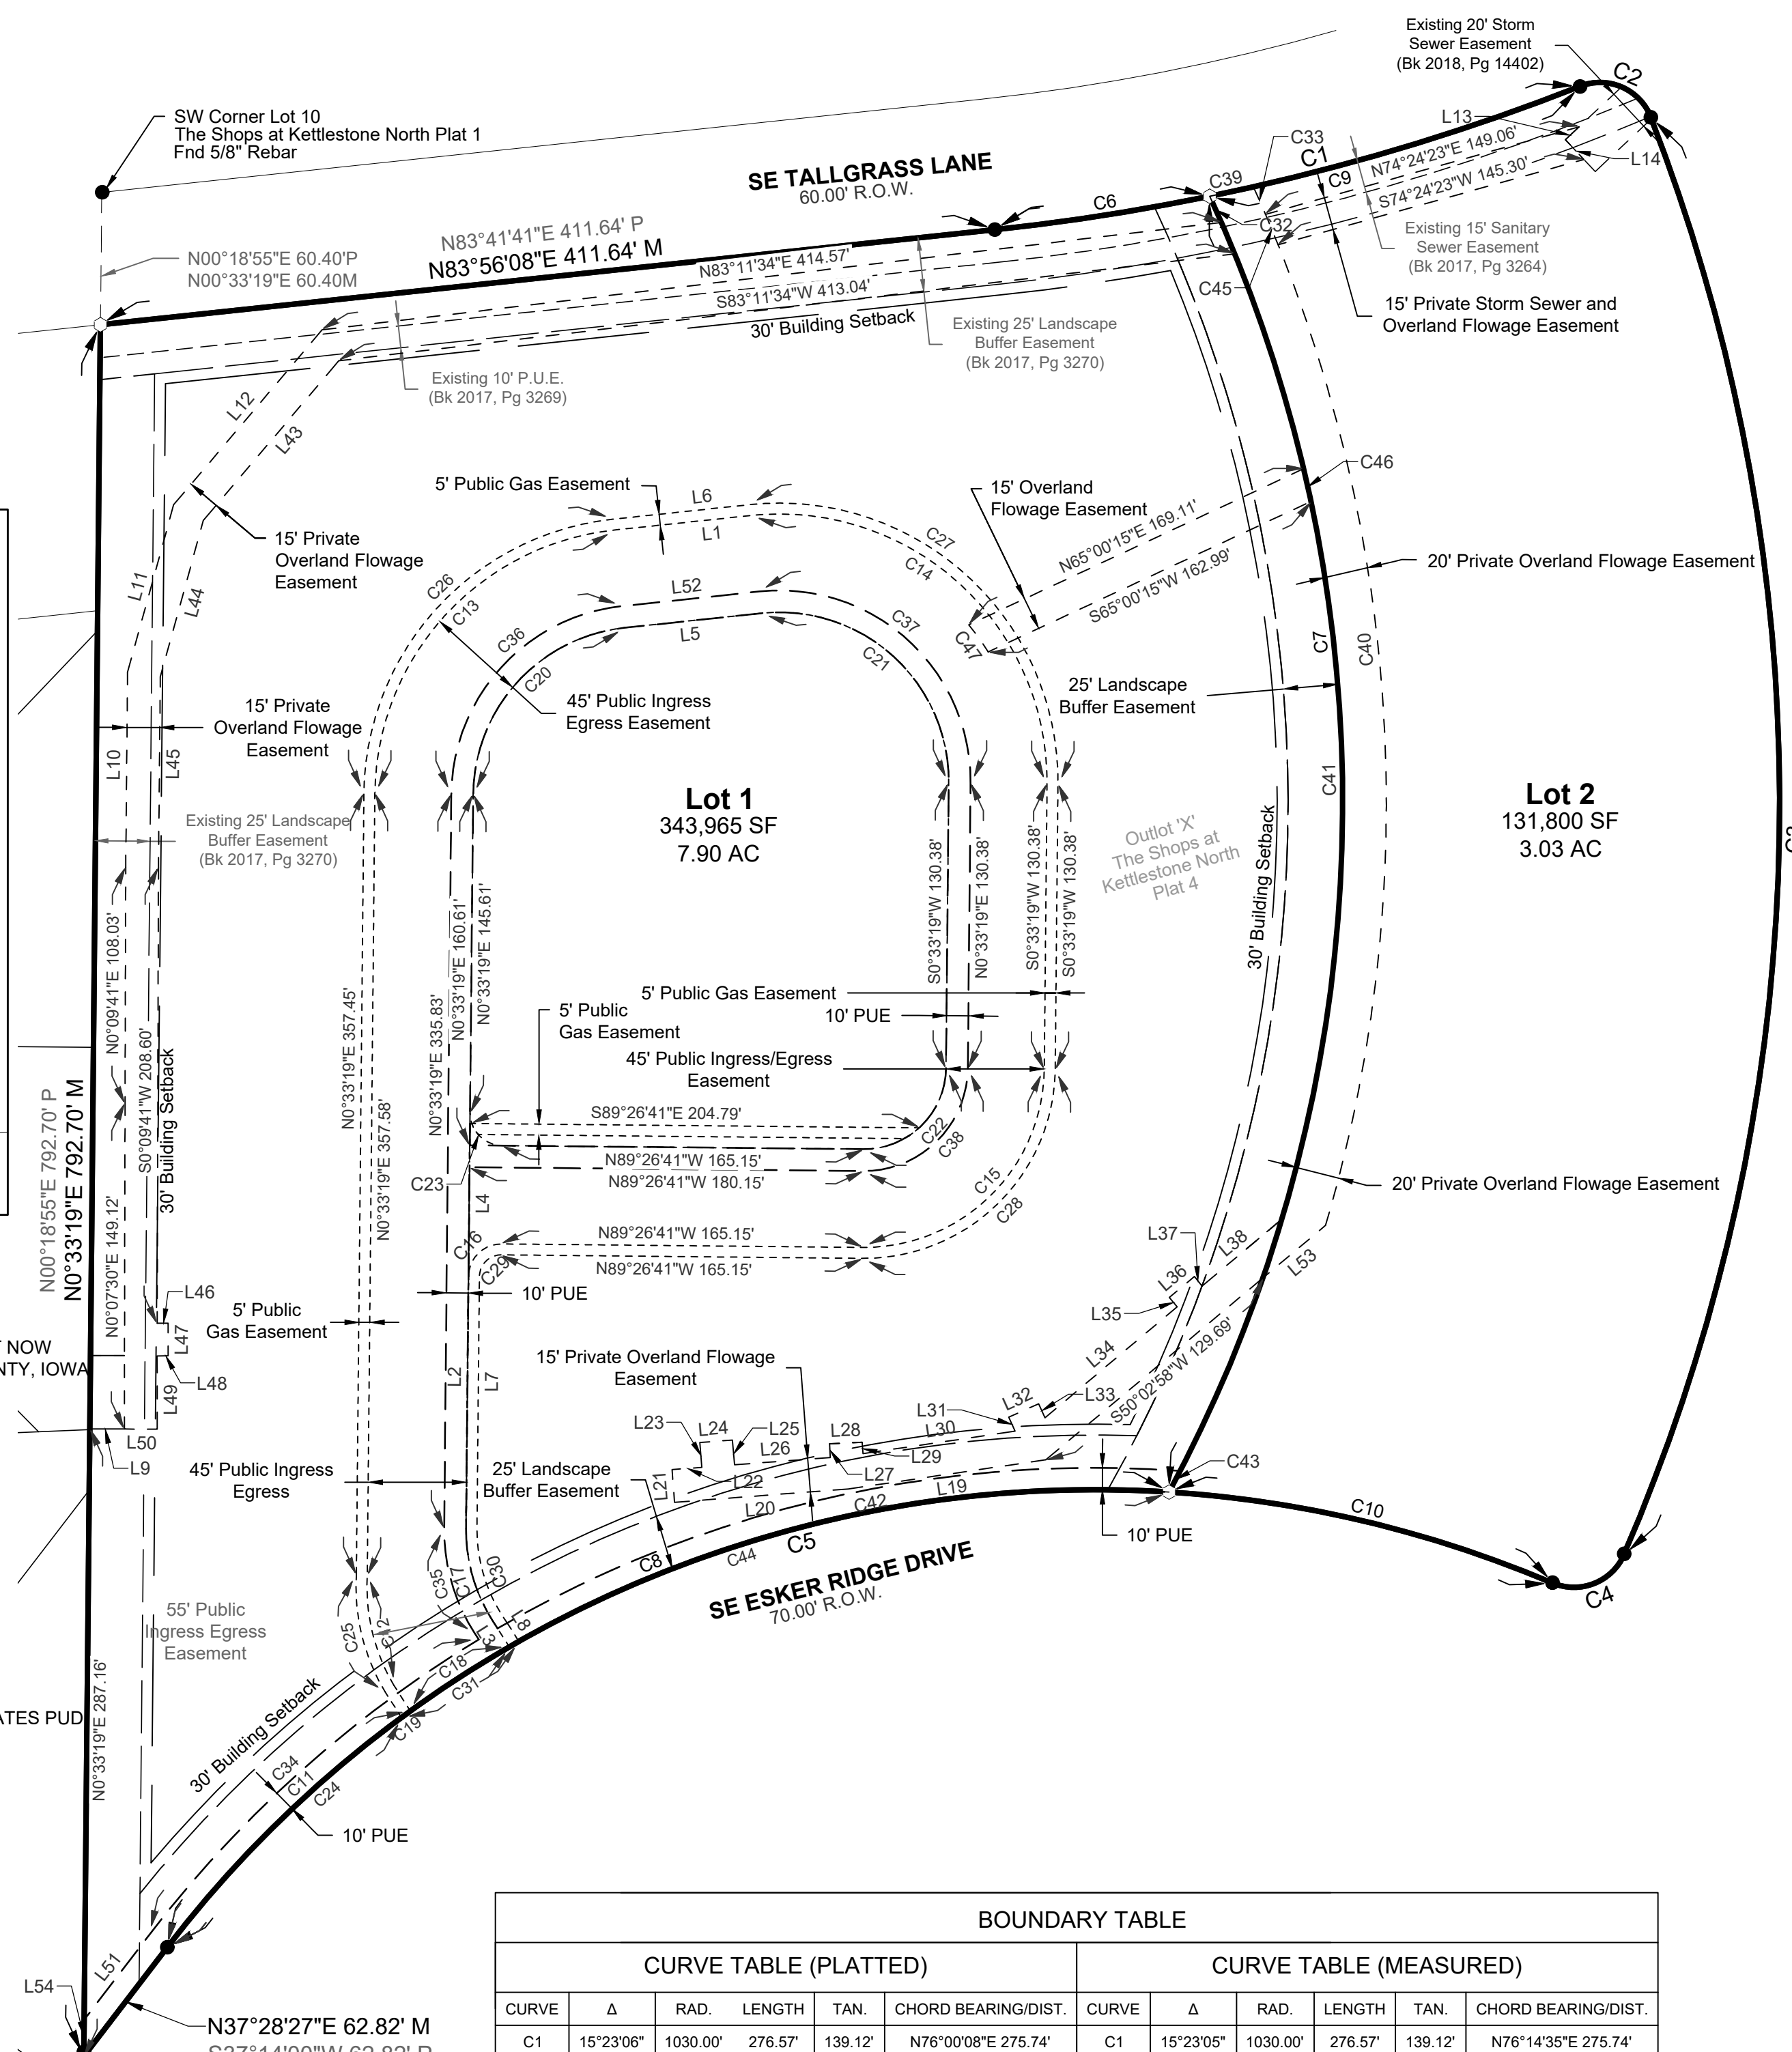 Existing 20' Storm
Sewer Easement
(Bk 2018, Pg 14402)
C2
SW Corner Lot 10
The Shops at Kettlestone North Plat 1
Fnd 5/8" Rebar
L13
C33
C1
N74°24'23"E 149.06'
L14
SE TALLGRASS LANE
60.00' R.O.W.
C39
C9
S74°24'23"W 145.30'
C6
C32
N83°41'41"E 411.64' P
N83°56'08"E 411.64' M
Existing 15' Sanitary
Sewer Easement
(Bk 2017, Pg 3264)
N00°18'55"E 60.40'P
N00°33'19"E 60.40M
N83°11'34"E 414.57'
S83°11'34"W 413.04'
C45
15' Private Storm Sewer and
Overland Flowage Easement
30' Building Setback
Existing 25' Landscape
Buffer Easement
(Bk 2017, Pg 3270)
Existing 10' P.U.E.
(Bk 2017, Pg 3269)
L12
L43
C46
5' Public Gas Easement
L6
L1
15' Overland
Flowage Easement
C27
C14
N65°00'15"E 169.11'
S65°00'15"W 162.99'
15' Private
Overland Flowage
Easement
20' Private Overland Flowage Easement
L11
L44
C26
C13
L52
L5
C36
C20
C37
C21
C47
C7
C40
25' Landscape
Buffer Easement
45' Public Ingress
Egress Easement
15' Private
Overland Flowage
Easement
L10
L45
C41
Lot 1
343,965 SF
7.90 AC
Lot 2
131,800 SF
3.03 AC
Existing 25' Landscape
Buffer Easement
(Bk 2017, Pg 3270)
Outlot 'X'
The Shops at
Kettlestone North
Plat 4
30' Building Setback
N0°09'41"E 108.03'
S0°09'41"W 208.60'
30' Building Setback
N0°33'19"E 357.45'
N0°33'19"E 357.58'
N0°33'19"E 335.83'
N0°33'19"E 160.61'
N0°33'19"E 145.61'
S0°33'19"W 130.38'
N0°33'19"E 130.38'
S0°33'19"W 130.38'
S0°33'19"W 130.38'
5' Public Gas Easement
10' PUE
5' Public
Gas Easement
45' Public Ingress/Egress
Easement
S89°26'41"E 204.79'
N89°26'41"W 165.15'
N89°26'41"W 180.15'
C22
C38
C23
L4
C15
C28
N89°26'41"W 165.15'
N89°26'41"W 165.15'
C16
C29
20' Private Overland Flowage Easement
N00°18'55"E 792.70' P
N0°33'19"E 792.70' M
N0°07'30"E 149.12'
L37
L38
L53
L36
L35
L34
S50°02'58"W 129.69'
L46
L47
L48
L49
L50
L9
NOW
NTY, IOWA
5' Public
Gas Easement
10' PUE
L2
L7
15' Private Overland Flowage
Easement
L33
L32
L31
L30
L23
L24
L25
L26
L28
L29
L27
L22
L21
L20
L19
C42
C43
C10
10' PUE
45' Public Ingress
Egress
25' Landscape
Buffer Easement
C5
C8
C44
C4
SE ESKER RIDGE DRIVE
70.00' R.O.W.
C35
C17
C30
C25
55' Public
Ingress Egress
Easement
C18
C31
C19
N0°33'19"E 287.16'
ATES PUD
30' Building Setback
C34
C11
C24
10' PUE
L51
L54
N37°28'27"E 62.82' M
S37°14'00"W 62.82' P
BOUNDARY TABLE
CURVE TABLE (PLATTED) CURVE TABLE (MEASURED)
CURVE Δ RAD. LENGTH TAN. CHORD BEARING/DIST. CURVE Δ RAD. LENGTH TAN. CHORD BEARING/DIST.
C1 15°23'06" 1030.00' 276.57' 139.12' N76°00'08"E 275.74' C1 15°23'05" 1030.00' 276.57' 139.12' N76°14'35"E 275.74'